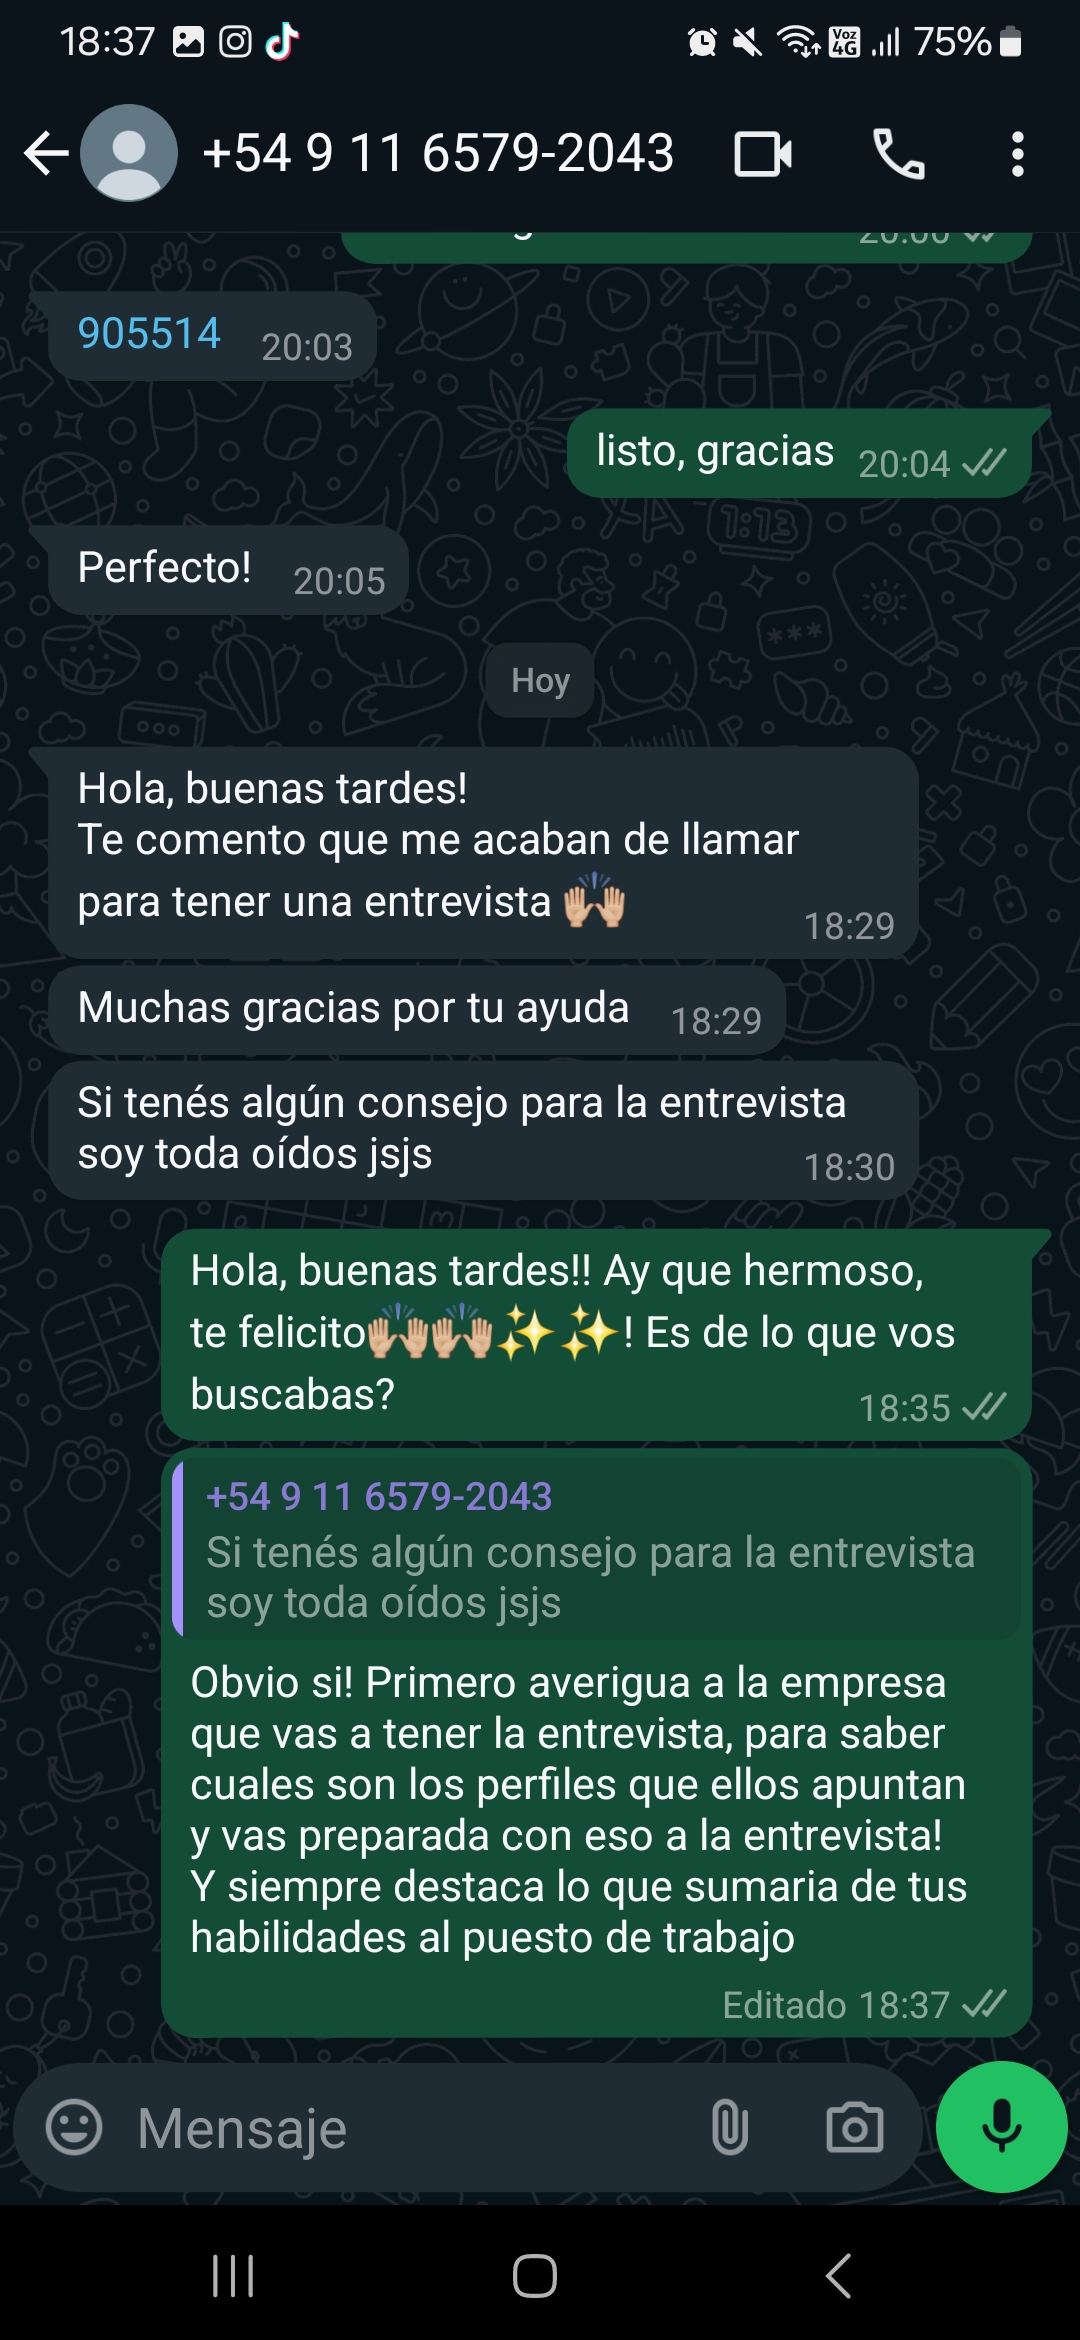 18:37
Voz 4G 75%
+54 9 11 6579-2043
20:00
905514 20:03
listo, gracias 20:04
Perfecto! 20:05
Hoy
Hola, buenas tardes!
Te comento que me acaban de llamar
para tener una entrevista 🙌🏼
18:29
Muchas gracias por tu ayuda 18:29
Si tenés algún consejo para la entrevista
soy toda oídos jsjs
18:30
Hola, buenas tardes!! Ay que hermoso,
te felicito🙌🏼🙌🏼✨✨! Es de lo que vos
buscabas?
18:35
+54 9 11 6579-2043
Si tenés algún consejo para la entrevista
soy toda oídos jsjs
Obvio si! Primero averigua a la empresa
que vas a tener la entrevista, para saber
cuales son los perfiles que ellos apuntan
y vas preparada con eso a la entrevista!
Y siempre destaca lo que sumaria de tus
habilidades al puesto de trabajo
Editado 18:37
Mensaje